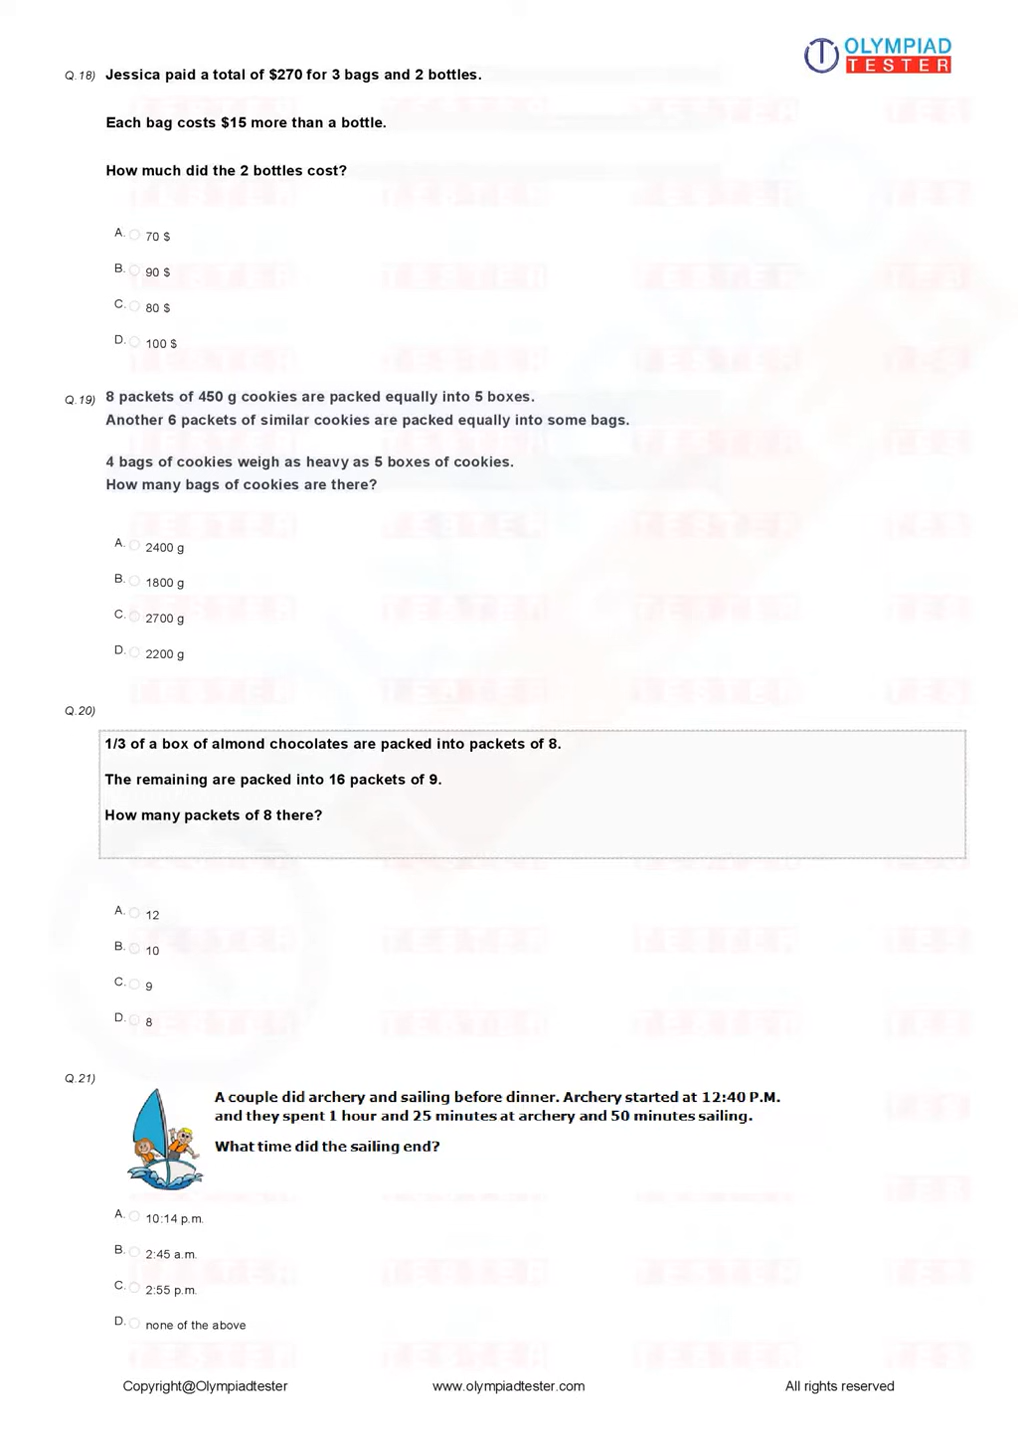 OLYMPIAD
TESTER
Q.18) Jessica paid a total of $270 for 3 bags and 2 bottles.
Each bag costs $15 more than a bottle.
How much did the 2 bottles cost?
A. 70 $
B. 90 $
C. 80 $
D. 100 $
Q.19) 8 packets of 450 g cookies are packed equally into 5 boxes.
Another 6 packets of similar cookies are packed equally into some bags.
4 bags of cookies weigh as heavy as 5 boxes of cookies.
How many bags of cookies are there?
A. 2400 g
B. 1800 g
C. 2700 g
D. 2200 g
Q.20)
1/3 of a box of almond chocolates are packed into packets of 8.
The remaining are packed into 16 packets of 9.
How many packets of 8 there?
A. 12
B. 10
C. 9
D. 8
Q.21)
A couple did archery and sailing before dinner. Archery started at 12:40 P.M.
and they spent 1 hour and 25 minutes at archery and 50 minutes sailing.
What time did the sailing end?
A. 10:14 p.m.
B. 2:45 a.m.
C. 2:55 p.m.
D. none of the above
Copyright@Olympiadtester www.olympiadtester.com All rights reserved